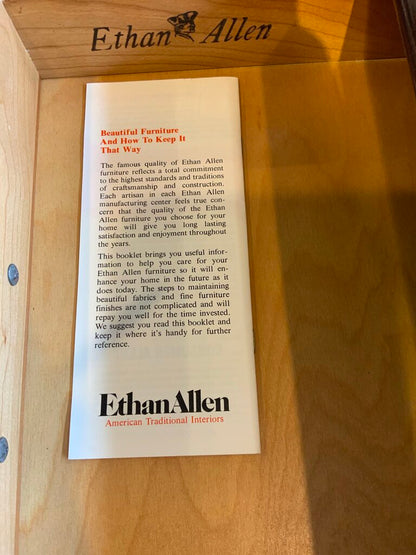 Ethan Allen
Beautiful Furniture
And How To Keep It
That Way
The famous quality of Ethan Allen
furniture reflects a total commitment
to the highest standards and traditions
of craftsmanship and construction.
Each artisan in each Ethan Allen
manufacturing center feels true con-
cern that the quality of the Ethan
Allen furniture you choose for your
home will give you long lasting
satisfaction and enjoyment throughout
the years.
This booklet brings you useful infor-
mation to help you care for your
Ethan Allen furniture so it will en-
hance your home in the future as it
does today. The steps to maintaining
beautiful fabrics and fine furniture
finishes are not complicated and will
repay you well for the time invested.
We suggest you read this booklet and
keep it where it's handy for further
reference.
EthanAllen
American Traditional Interiors